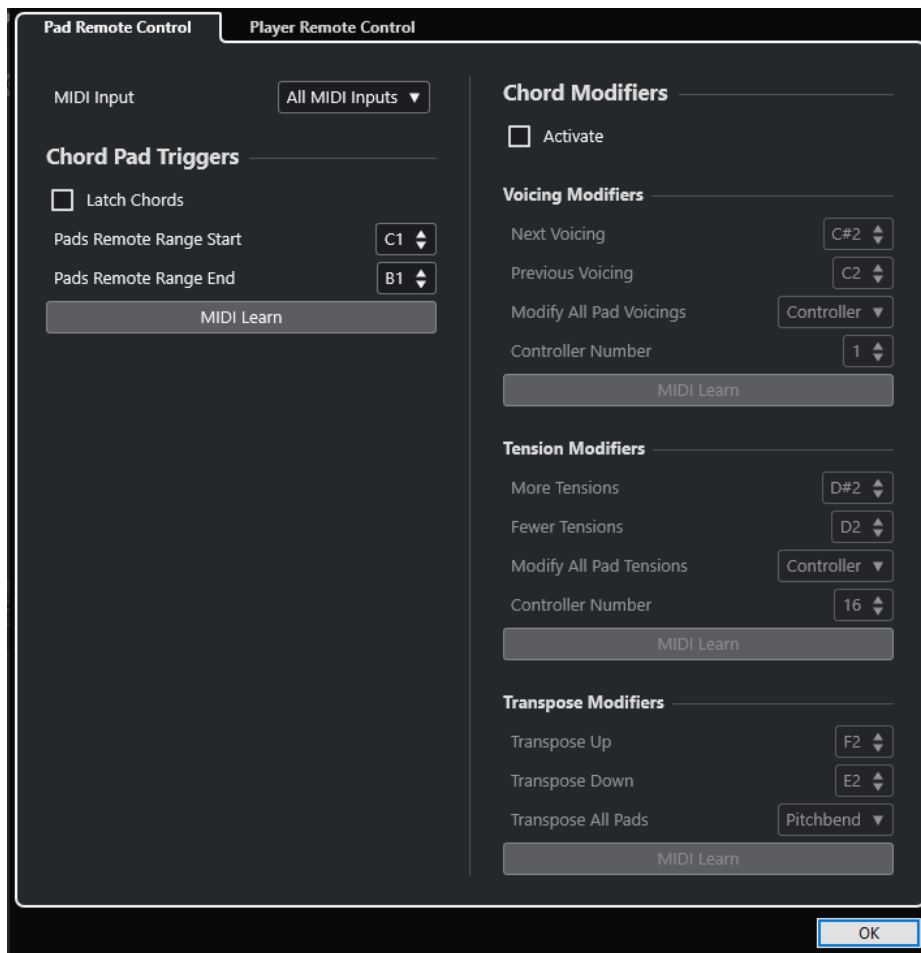 Pad Remote Control
Player Remote Control
MIDI Input
All MIDI Inputs
Chord Pad Triggers
Latch Chords
Pads Remote Range Start
C1
Pads Remote Range End
B1
MIDI Learn
Chord Modifiers
Activate
Voicing Modifiers
Next Voicing
C#2
Previous Voicing
C2
Modify All Pad Voicings
Controller
Controller Number
1
MIDI Learn
Tension Modifiers
More Tensions
D#2
Fewer Tensions
D2
Modify All Pad Tensions
Controller
Controller Number
16
MIDI Learn
Transpose Modifiers
Transpose Up
F2
Transpose Down
E2
Transpose All Pads
Pitchbend
MIDI Learn
OK